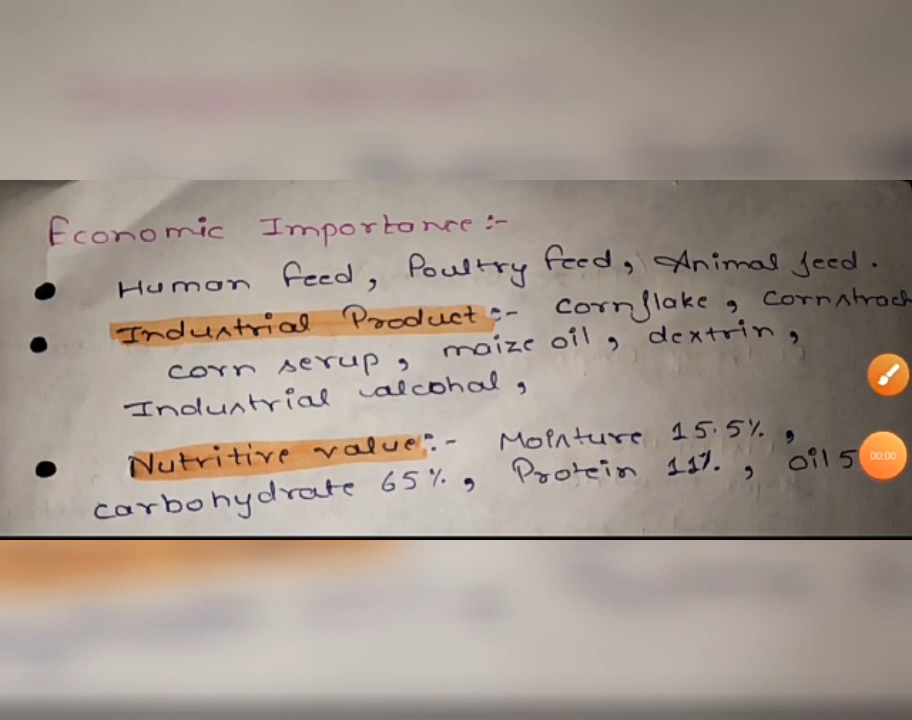 Economic Importance:-
Human feed, Poultry feed, Animal feed.
Industrial Product:- cornflake, cornstrach
corn serup, maize oil, dextrin,
Industrial alcohal,
Nutritive value:- Moisture 15.5%,
carbohydrate 65%, Protein 11%, oil 5
00:00